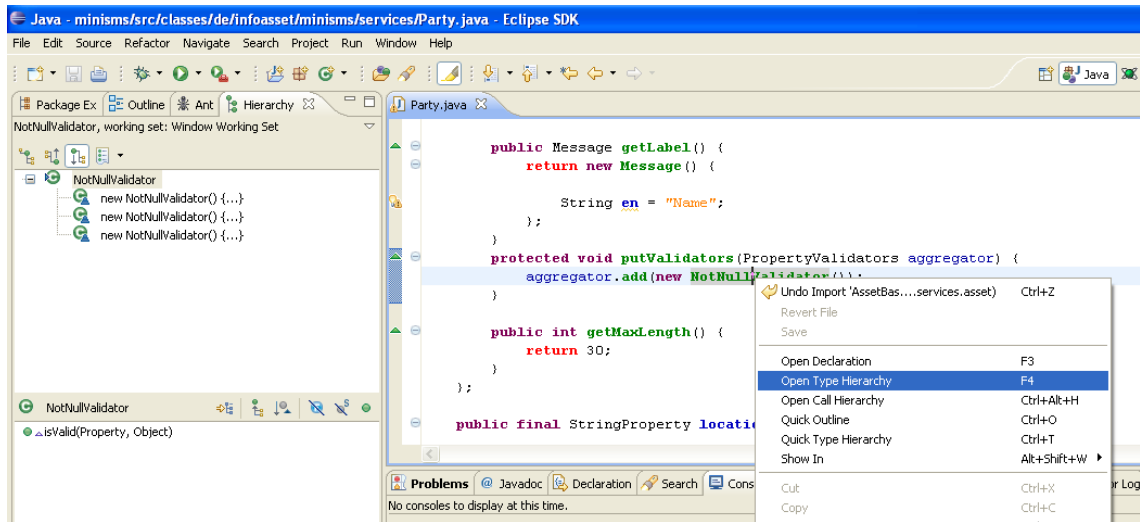 Java - minisms/src/classes/de/infoasset/minisms/services/Party.java - Eclipse SDK
File Edit Source Refactor Navigate Search Project Run Window Help
Java
Package Ex Outline Ant Hierarchy
NotNullValidator, working set: Window Working Set
NotNullValidator
new NotNullValidator() {...}
new NotNullValidator() {...}
new NotNullValidator() {...}
NotNullValidator
isValid(Property, Object)
Party.java
public Message getLabel() {
return new Message() {
String en = "Name";
};
}
protected void putValidators(PropertyValidators aggregator) {
aggregator.add(new NotNullValidator());
}
public int getMaxLength() {
return 30;
}
};
public final StringProperty locatio
Undo Import 'AssetBas....services.asset) Ctrl+Z
Revert File
Save
Open Declaration F3
Open Type Hierarchy F4
Open Call Hierarchy Ctrl+Alt+H
Quick Outline Ctrl+O
Quick Type Hierarchy Ctrl+T
Show In Alt+Shift+W
Cut Ctrl+X
Copy Ctrl+C
Problems @ Javadoc Declaration Search Cons
or Log
No consoles to display at this time.